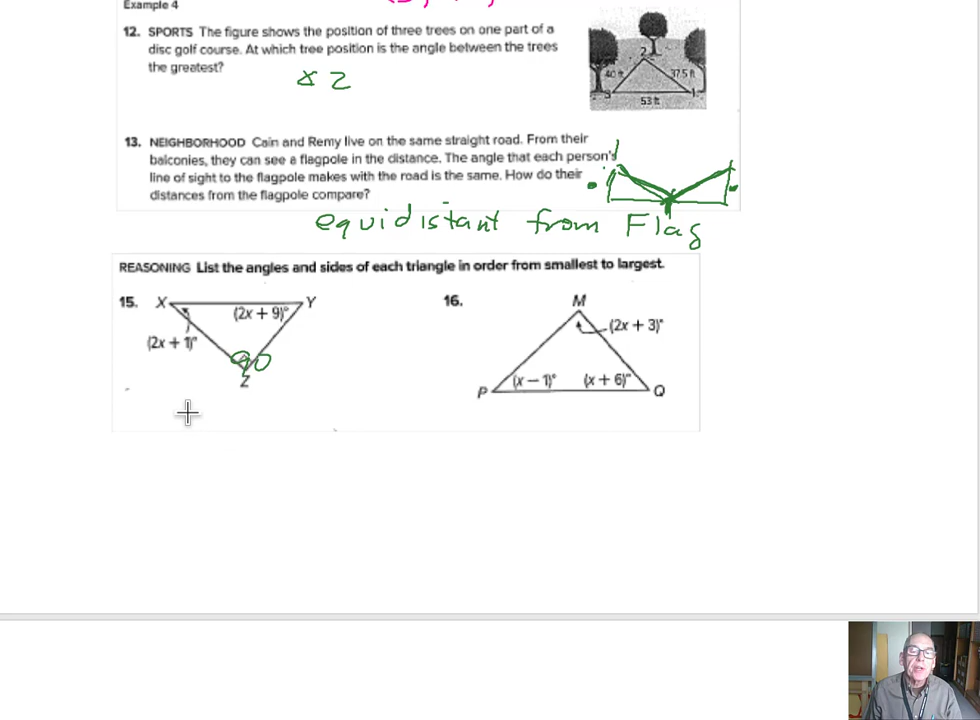 Example 4
12. SPORTS The figure shows the position of three trees on one part of a
disc golf course. At which tree position is the angle between the trees
the greatest?
∡ 2
2
40 ft
37.5 ft
3
1
53 ft
13. NEIGHBORHOOD Cain and Remy live on the same straight road. From their
balconies, they can see a flagpole in the distance. The angle that each person's
line of sight to the flagpole makes with the road is the same. How do their
distances from the flagpole compare?
equidistant from Flag
REASONING List the angles and sides of each triangle in order from smallest to largest.
15. X Y
(2x + 9)°
(2x + 1)°
90
Z
16. M
(2x + 3)°
(x − 1)° (x + 6)°
P Q